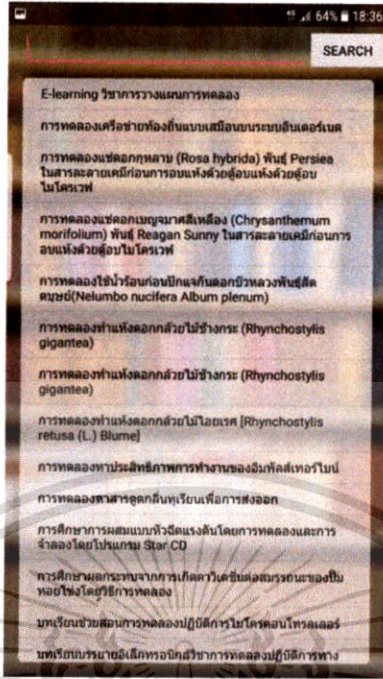 64% 18:36
SEARCH
E-learning วิชาการวางแผนการทดลอง
การทดลองเครือข่ายท้องถิ่นแบบเสมือนบนระบบอินเตอร์เนต
การทดลองแช่ดอกกุหลาบ (Rosa hybrida) พันธุ์ Persiea
ในสารละลายเคมีก่อนการอบแห้งด้วยตู้อบแห้งด้วยตู้อบ
ไมโครเวฟ
การทดลองแช่ดอกเบญจมาศสีเหลือง (Chrysanthemum
morifolium) พันธุ์ Reagan Sunny ในสารละลายเคมีก่อนการ
อบแห้งด้วยตู้อบไมโครเวฟ
การทดลองใช้น้ำร้อนก่อนปักแจกันดอกบัวหลวงพันธุ์สัต
ตบุษย์(Nelumbo nucifera Album plenum)
การทดลองทำแห้งดอกกล้วยไม้ช้างกระ (Rhynchostylis
gigantea)
การทดลองทำแห้งดอกกล้วยไม้ช้างกระ (Rhynchostylis
gigantea)
การทดลองทำแห้งดอกกล้วยไม้ไอยเรศ [Rhynchostylis
retusa (L.) Blume]
การทดลองหาประสิทธิภาพการทำงานของอิมพัลส์เทอร์ไบน์
การทดลองหาสารดูดกลิ่นทุเรียนเพื่อการส่งออก
การศึกษาการผสมแบบหัวฉีดแรงดันโดยการทดลองและการ
จำลองโดยโปรแกรม Star CD
การศึกษาผลกระทบจากการเกิดคาวิเตชั่นต่อสมรรถนะของปั๊ม
หอยโข่งโดยวิธีการทดลอง
บทเรียนช่วยสอนการทดลองปฏิบัติการไมโครคอนโทรลเลอร์
บทเรียนบรรยายอิเล็กทรอนิกส์วิชาการทดลองปฏิบัติการทาง